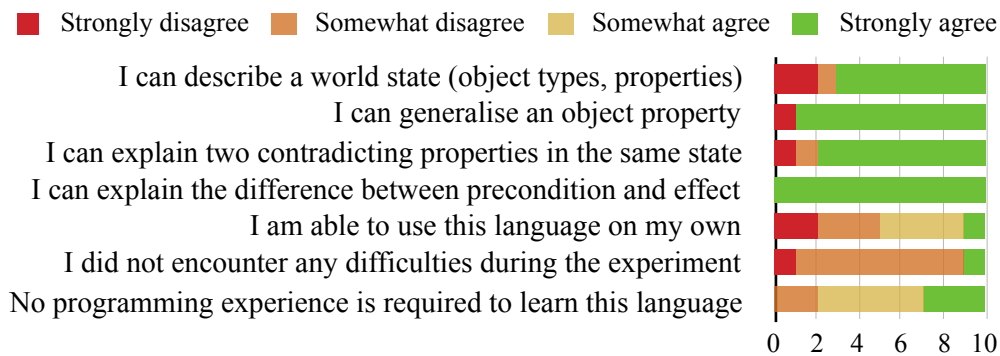 Strongly disagree Somewhat disagree Somewhat agree Strongly agree
I can describe a world state (object types, properties)
I can generalise an object property
I can explain two contradicting properties in the same state
I can explain the difference between precondition and effect
I am able to use this language on my own
I did not encounter any difficulties during the experiment
No programming experience is required to learn this language
0 2 4 6 8 10